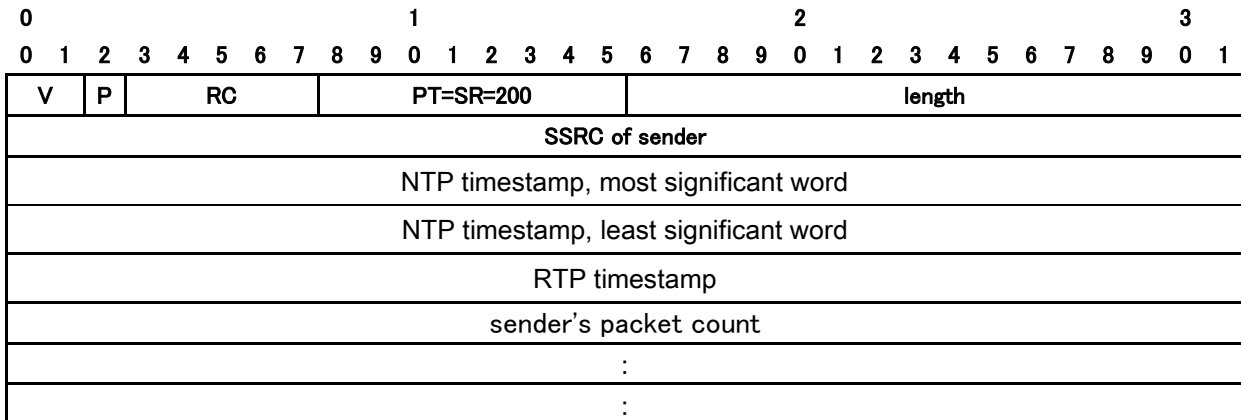 0 1 2 3
0 1 2 3 4 5 6 7 8 9 0 1 2 3 4 5 6 7 8 9 0 1 2 3 4 5 6 7 8 9 0 1
V P RC PT=SR=200 length
SSRC of sender
NTP timestamp, most significant word
NTP timestamp, least significant word
RTP timestamp
sender's packet count
:
: